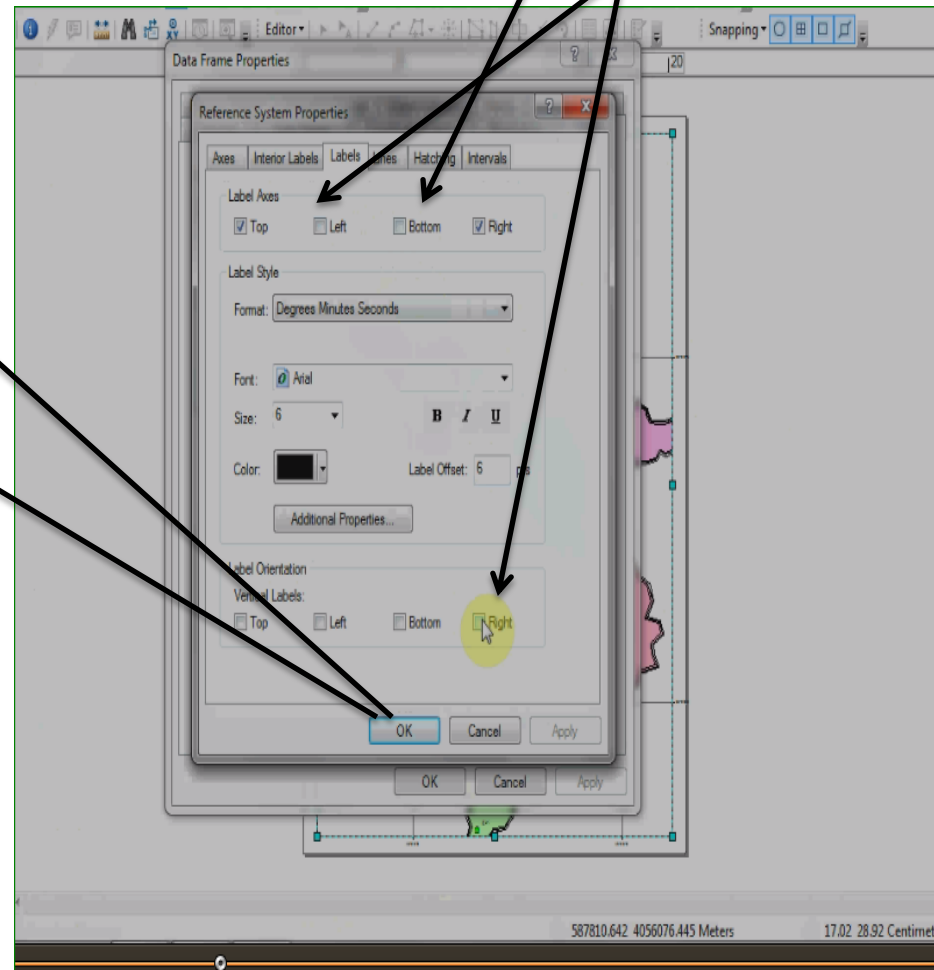 Editor Snapping
Data Frame Properties
20
Reference System Properties
Axes Interior Labels Labels Lines Hatching Intervals
Label Axes
Top Left Bottom Right
Label Style
Format: Degrees Minutes Seconds
Font: Arial
Size: 6 B I U
Color: Label Offset: 6 pts
Additional Properties...
Label Orientation
Vertical Labels:
Top Left Bottom Right
OK Cancel Apply
OK Cancel Apply
587810.642 4056076.445 Meters 17.02 28.92 Centimet